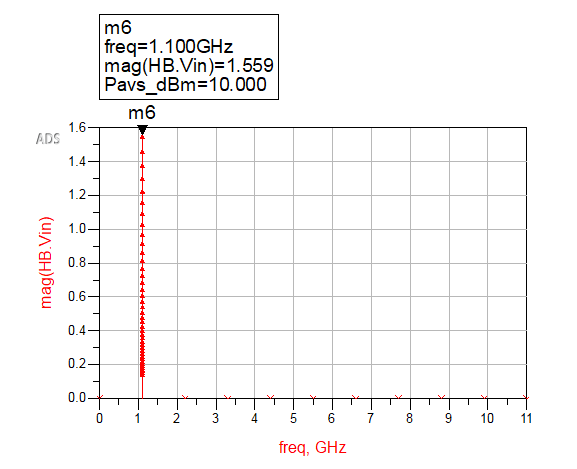 m6
freq=1.100GHz
mag(HB.Vin)=1.559
Pavs_dBm=10.000
m6
ADS
1.6
1.4
1.2
1.0
0.8
0.6
0.4
0.2
0.0
mag(HB.Vin)
0 1 2 3 4 5 6 7 8 9 10 11
freq, GHz